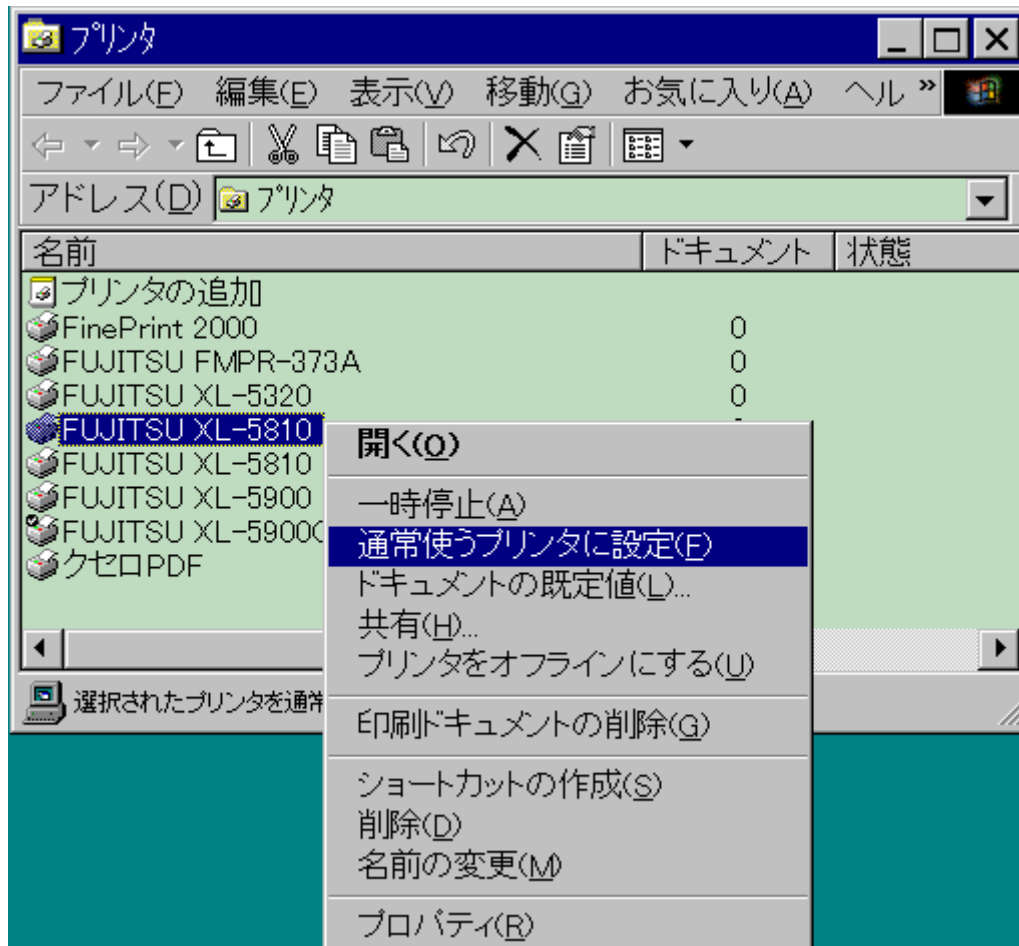 プリンタ
ファイル(F) 編集(E) 表示(V) 移動(G) お気に入り(A) ヘル »
アドレス(D) プリンタ
名前 ドキュメント 状態
プリンタの追加
FinePrint 2000 0
FUJITSU FMPR-373A 0
FUJITSU XL-5320 0
FUJITSU XL-5810
FUJITSU XL-5810
FUJITSU XL-5900
FUJITSU XL-5900
クセロPDF
選択されたプリンタを通常
開く(O)
一時停止(A)
通常使うプリンタに設定(F)
ドキュメントの既定値(L)...
共有(H)...
プリンタをオフラインにする(U)
印刷ドキュメントの削除(G)
ショートカットの作成(S)
削除(D)
名前の変更(M)
プロパティ(R)